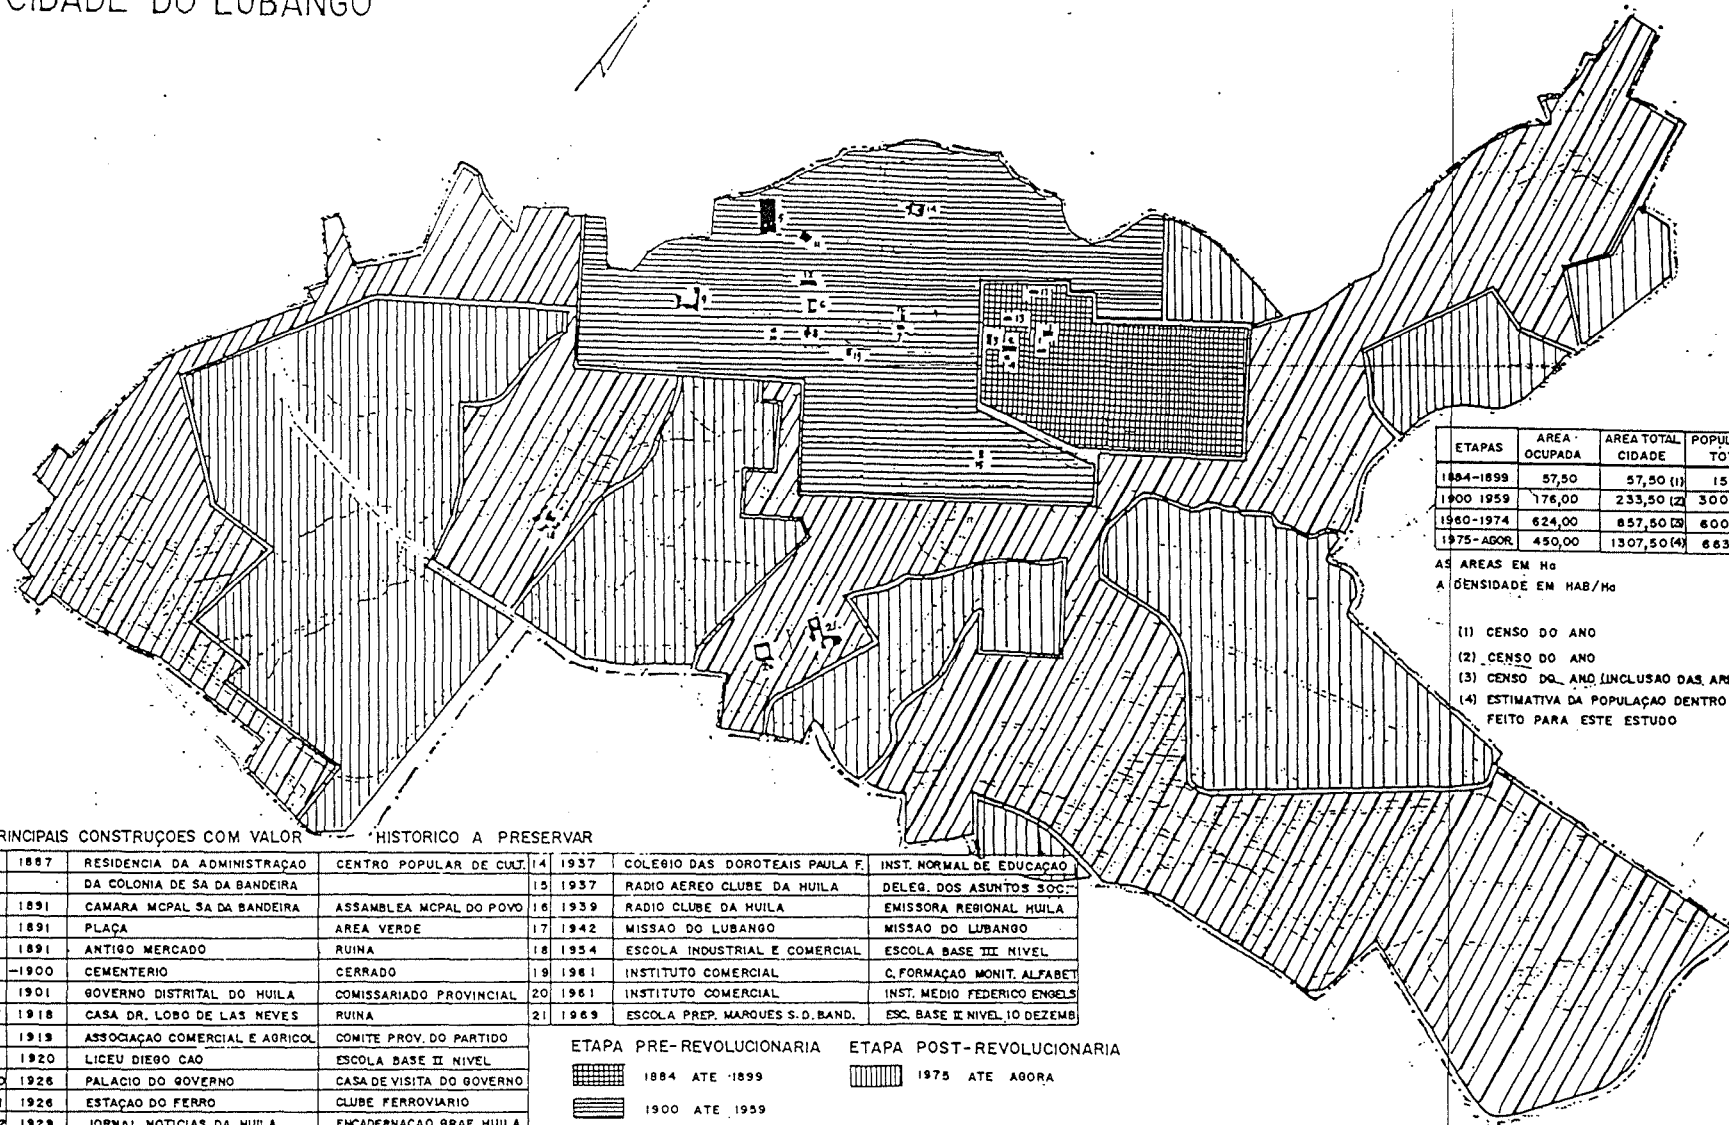 CIDADE DO LUBANGO
ETAPAS AREA OCUPADA AREA TOTAL CIDADE
1884-1899 57,50 57,50 (1)
1900 1959 176,00 233,50 (2)
1960-1974 624,00 857,50 (3)
1975-AGOR. 450,00 1307,50 (4)
AS AREAS EM Ha
A DENSIDADE EM HAB/Ha
(1) CENSO DO ANO
(2) CENSO DO ANO
(3) CENSO DO ANO (INCLUSAO DAS
(4) ESTIMATIVA DA POPULAÇAO DENTRO
FEITO PARA ESTE ESTUDO
RINCIPAIS CONSTRUÇOES COM VALOR HISTORICO A PRESERVAR
1887 RESIDENCIA DA ADMINISTRAÇAO CENTRO POPULAR DE CULT.
DA COLONIA DE SA DA BANDEIRA
1891 CAMARA MCPAL SA DA BANDEIRA ASSAMBLEA MCPAL DO POVO
1891 PLAÇA AREA VERDE
1891 ANTIGO MERCADO RUINA
-1900 CEMENTERIO CERRADO
1901 GOVERNO DISTRITAL DO HUILA COMISSARIADO PROVINCIAL
1918 CASA DR. LOBO DE LAS NEVES RUINA
1919 ASSOCIAÇAO COMERCIAL E AGRICOL COMITE PROV. DO PARTIDO
1920 LICEU DIEGO CAO ESCOLA BASE II NIVEL
1926 PALACIO DO GOVERNO CASA DE VISITA DO GOVERNO
1926 ESTAÇAO DO FERRO CLUBE FERROVIARIO
1929 JORNAL NOTICIAS DA HUILA ENCADERNACAO GRAF. HUILA
14 1937 COLEGIO DAS DOROTEAIS PAULA F. INST. NORMAL DE EDUCAÇAO
15 1937 RADIO AEREO CLUBE DA HUILA DELEG. DOS ASUNTOS SOC.
16 1939 RADIO CLUBE DA HUILA EMISSORA REGIONAL HUILA
17 1942 MISSAO DO LUBANGO MISSAO DO LUBANGO
18 1954 ESCOLA INDUSTRIAL E COMERCIAL ESCOLA BASE III NIVEL
19 1961 INSTITUTO COMERCIAL C. FORMAÇAO MONIT. ALFABET
20 1961 INSTITUTO COMERCIAL INST. MEDIO FEDERICO ENGELS
21 1969 ESCOLA PREP. MARQUES S.D. BAND. ESC. BASE II NIVEL 10 DEZEMB
ETAPA PRE-REVOLUCIONARIA ETAPA POST-REVOLUCIONARIA
1884 ATE 1899 1975 ATE AGORA
1900 ATE 1959